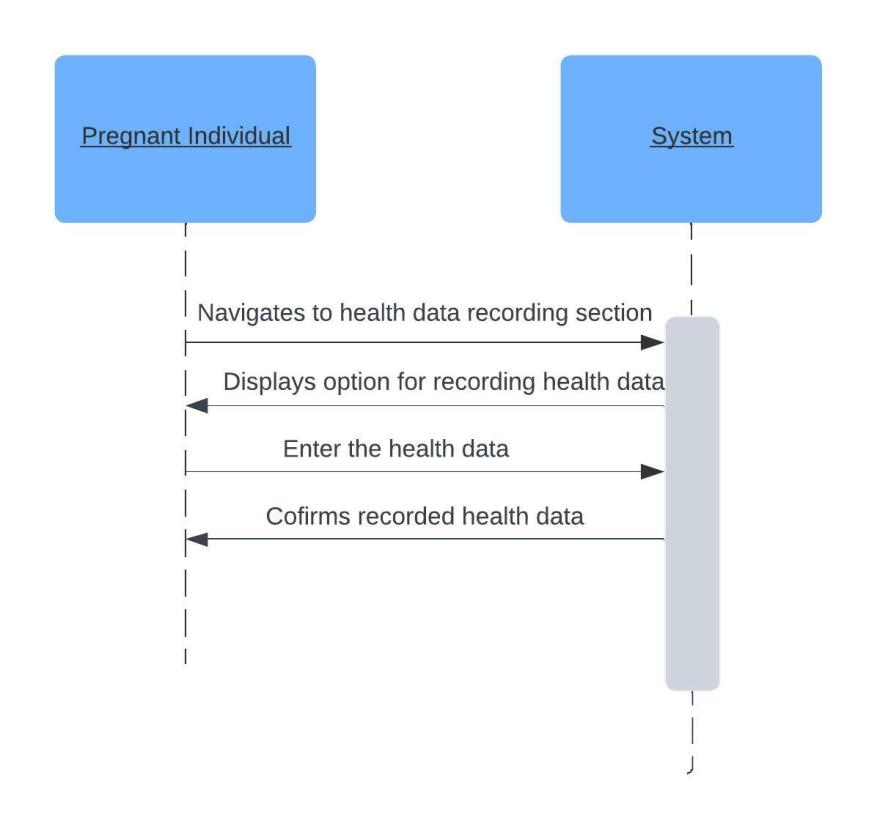 Pregnant Individual
System
Navigates to health data recording section
Displays option for recording health data
Enter the health data
Cofirms recorded health data